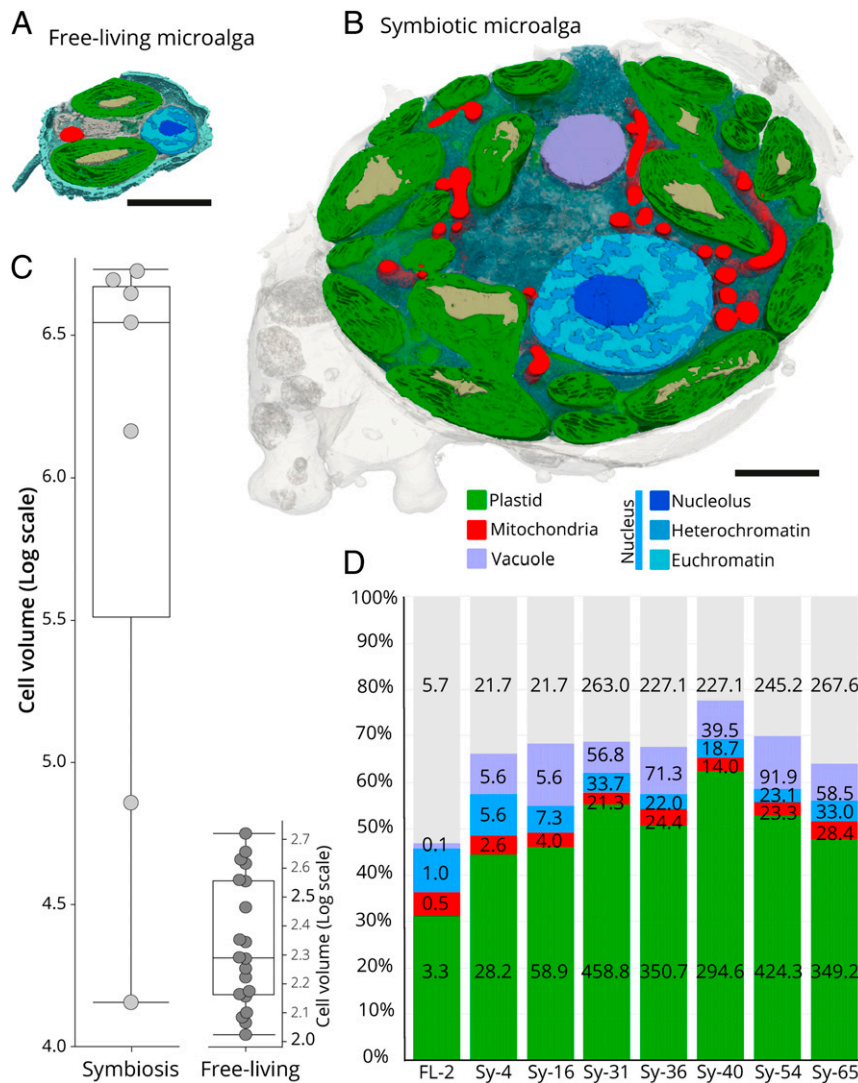 A
Free-living microalga
B
Symbiotic microalga
C
Cell volume (Log scale)
6.5
6.0
5.5
5.0
4.5
4.0
2.7
2.6
2.5
2.4
2.3
2.2
2.1
2.0
Cell volume (Log scale)
Symbiosis
Free-living
Plastid
Mitochondria
Vacuole
Nucleus
Nucleolus
Heterochromatin
Euchromatin
D
100%
90%
80%
70%
60%
50%
40%
30%
20%
10%
0%
5.7 21.7 21.7 263.0 227.1 227.1 245.2 267.6
0.1 5.6 5.6 56.8 71.3 39.5 91.9 58.5
1.0 5.6 7.3 33.7 22.0 18.7 23.1 33.0
0.5 2.6 4.0 21.3 24.4 14.0 23.3 28.4
3.3 28.2 58.9 458.8 350.7 294.6 424.3 349.2
FL-2 Sy-4 Sy-16 Sy-31 Sy-36 Sy-40 Sy-54 Sy-65